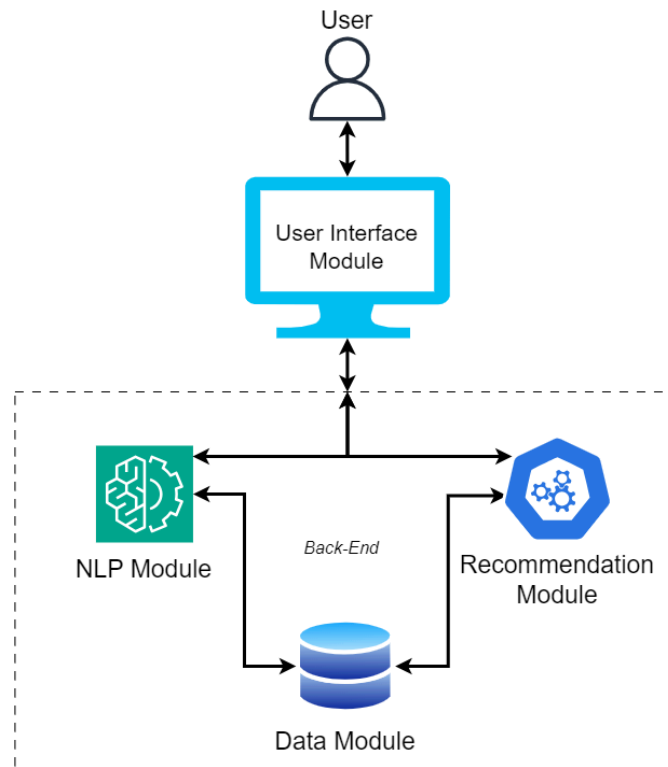 User
User Interface
Module
NLP Module
Back-End
Recommendation
Module
Data Module